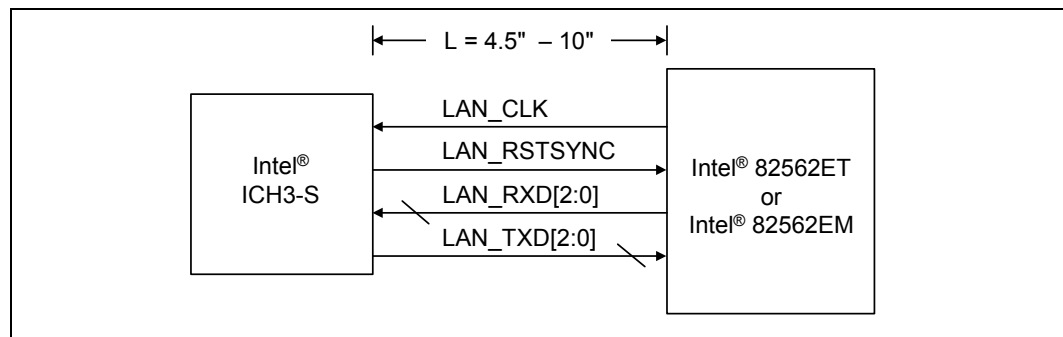 L = 4.5" – 10"
LAN_CLK
LAN_RSTSYNC
LAN_RXD[2:0]
LAN_TXD[2:0]
Intel®
ICH3-S
Intel® 82562ET
or
Intel® 82562EM